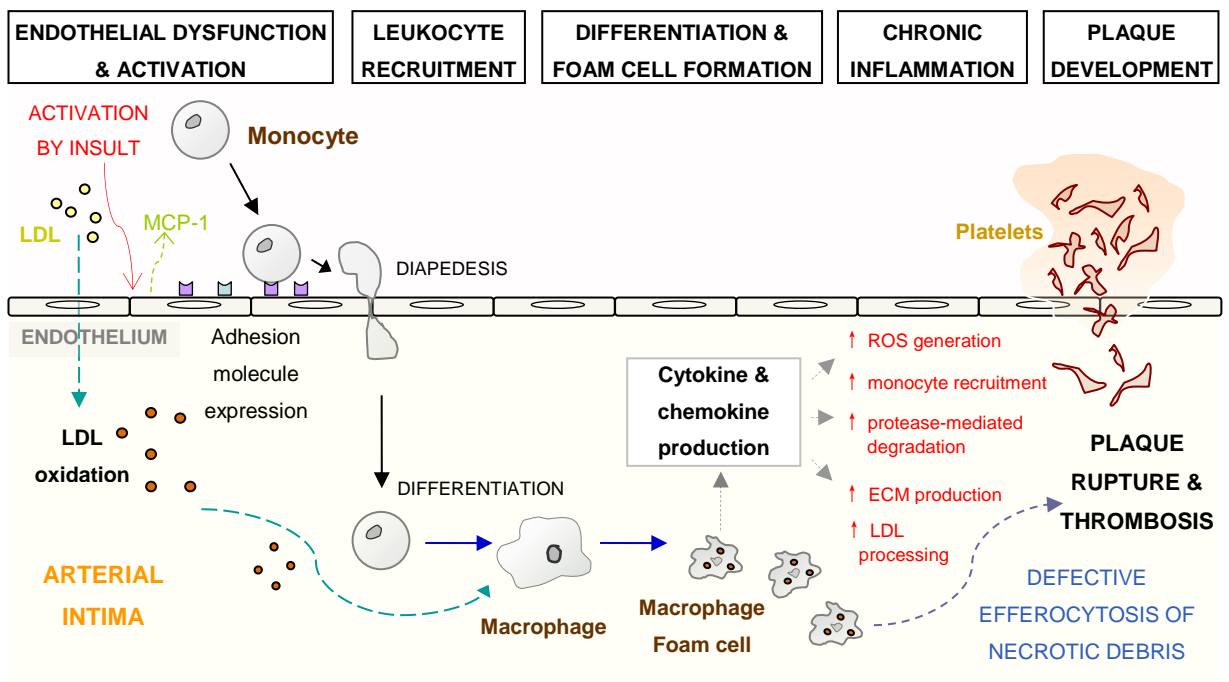 ENDOTHELIAL DYSFUNCTION
& ACTIVATION
LEUKOCYTE
RECRUITMENT
DIFFERENTIATION &
FOAM CELL FORMATION
CHRONIC
INFLAMMATION
PLAQUE
DEVELOPMENT
ACTIVATION
BY INSULT
Monocyte
LDL
MCP-1
DIAPEDESIS
Platelets
ENDOTHELIUM
Adhesion
molecule
expression
LDL
oxidation
DIFFERENTIATION
ARTERIAL
INTIMA
Macrophage
Macrophage
Foam cell
Cytokine &
chemokine
production
↑ ROS generation
↑ monocyte recruitment
↑ protease-mediated
degradation
↑ ECM production
↑ LDL
processing
PLAQUE
RUPTURE &
THROMBOSIS
DEFECTIVE
EFFEROCYTOSIS OF
NECROTIC DEBRIS